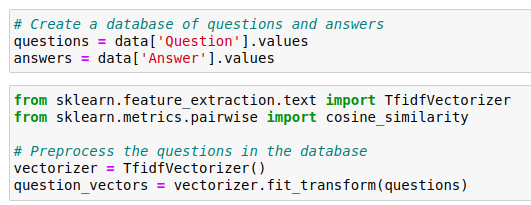 # Create a database of questions and answers
questions = data['Question'].values
answers = data['Answer'].values
from sklearn.feature_extraction.text import TfidfVectorizer
from sklearn.metrics.pairwise import cosine_similarity
# Preprocess the questions in the database
vectorizer = TfidfVectorizer()
question_vectors = vectorizer.fit_transform(questions)